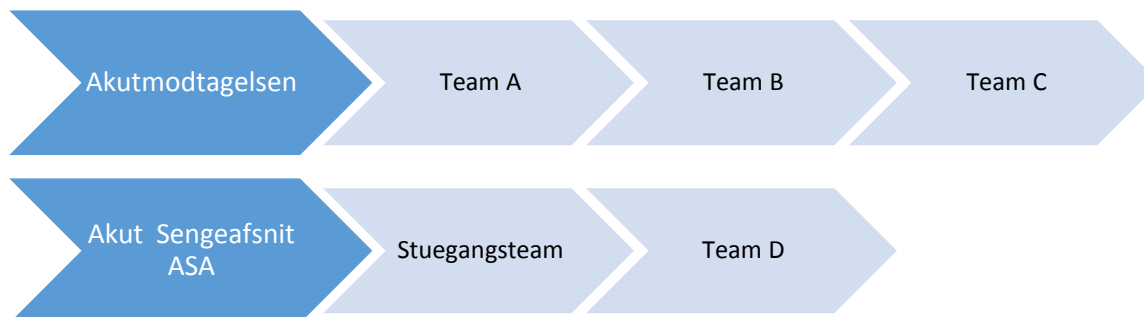 Akutmodtagelsen
Team A
Team B
Team C
Akut Sengeafsnit
ASA
Stuegangsteam
Team D